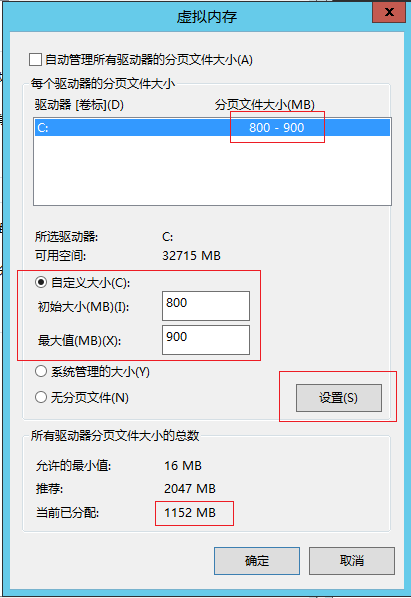 虚拟内存
x
自动管理所有驱动器的分页文件大小(A)
每个驱动器的分页文件大小
驱动器 [卷标](D) 分页文件大小(MB)
C: 800 - 900
所选驱动器: C:
可用空间: 32715 MB
自定义大小(C):
初始大小(MB)(I): 800
最大值(MB)(X): 900
系统管理的大小(Y)
无分页文件(N) 设置(S)
所有驱动器分页文件大小的总数
允许的最小值: 16 MB
推荐: 2047 MB
当前已分配: 1152 MB
确定 取消